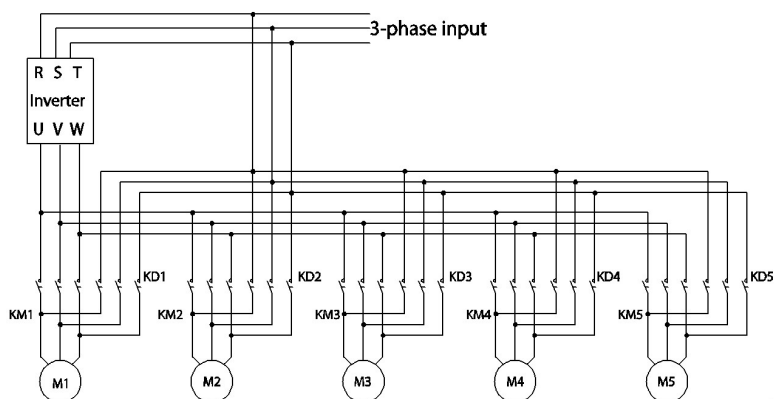 3-phase input
R S T
Inverter
U V W
KD1 KD2 KD3 KD4 KD5
KM1 KM2 KM3 KM4 KM5
M1 M2 M3 M4 M5